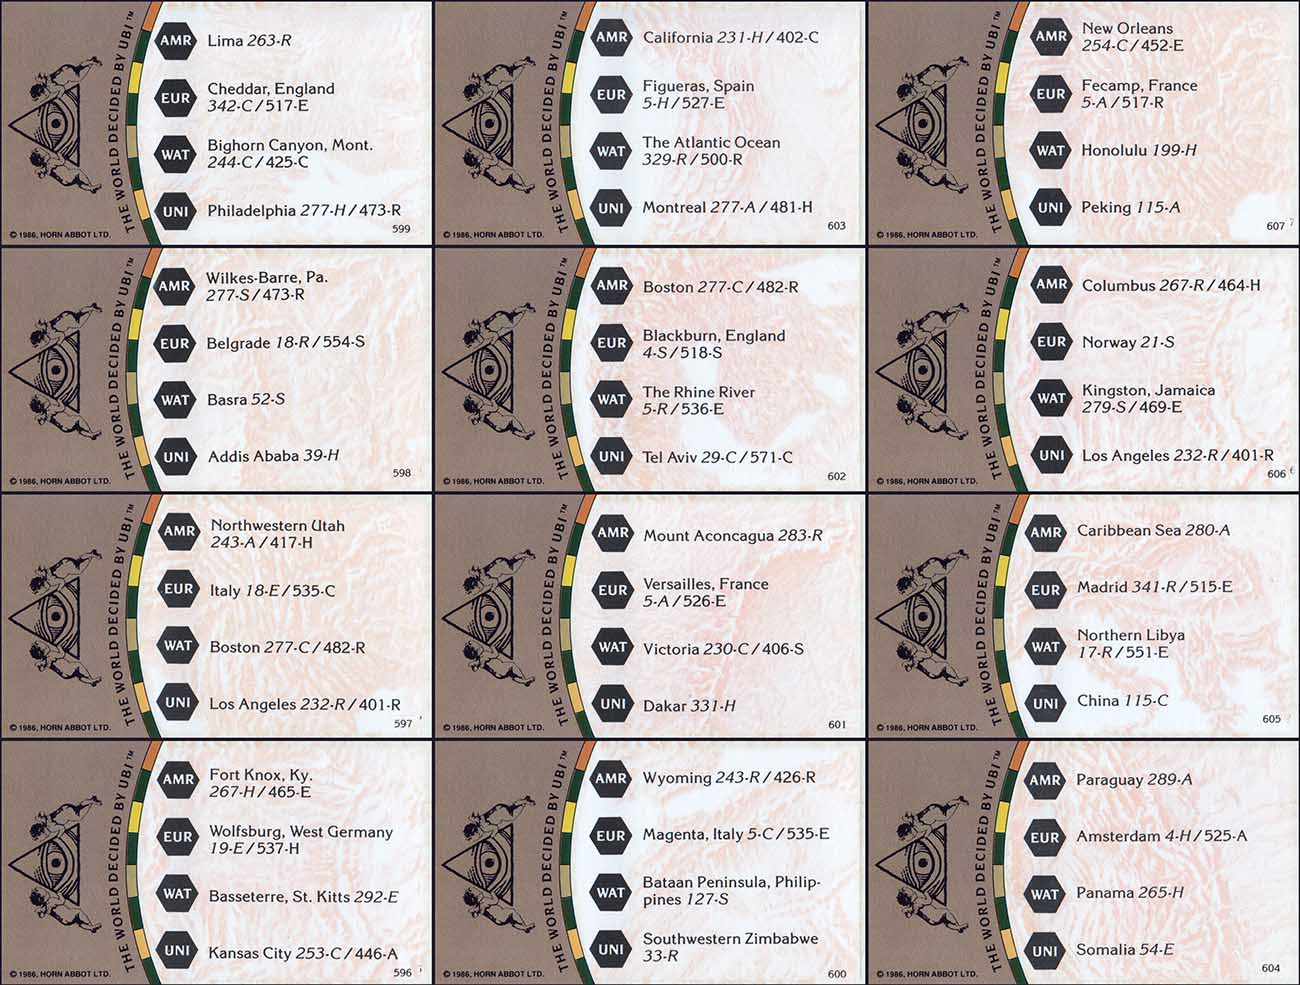 THE WORLD DECIDED BY UBI™
AMR Lima 263-R
EUR Cheddar, England
342-C / 517-E
WAT Bighorn Canyon, Mont.
244-C / 425-C
UNI Philadelphia 277-H / 473-R
© 1986, HORN ABBOT LTD.
599
THE WORLD DECIDED BY UBI™
AMR California 231-H / 402-C
EUR Figueras, Spain
5-H / 527-E
WAT The Atlantic Ocean
329-R / 500-R
UNI Montreal 277-A / 481-H
© 1986, HORN ABBOT LTD.
603
THE WORLD DECIDED BY UBI™
AMR New Orleans
254-C / 452-E
EUR Fecamp, France
5-A / 517-R
WAT Honolulu 199-H
UNI Peking 115-A
© 1986, HORN ABBOT LTD.
607
THE WORLD DECIDED BY UBI™
AMR Wilkes-Barre, Pa.
277-S / 473-R
EUR Belgrade 18-R / 554-S
WAT Basra 52-S
UNI Addis Ababa 39-H
© 1986, HORN ABBOT LTD.
598
THE WORLD DECIDED BY UBI™
AMR Boston 277-C / 482-R
EUR Blackburn, England
4-S / 518-S
WAT The Rhine River
5-R / 536-E
UNI Tel Aviv 29-C / 571-C
© 1986, HORN ABBOT LTD.
602
THE WORLD DECIDED BY UBI™
AMR Columbus 267-R / 464-H
EUR Norway 21-S
WAT Kingston, Jamaica
279-S / 469-E
UNI Los Angeles 232-R / 401-R
© 1986, HORN ABBOT LTD.
606
THE WORLD DECIDED BY UBI™
AMR Northwestern Utah
243-A / 417-H
EUR Italy 18-E / 535-C
WAT Boston 277-C / 482-R
UNI Los Angeles 232-R / 401-R
© 1986, HORN ABBOT LTD.
597
THE WORLD DECIDED BY UBI™
AMR Mount Aconcagua 283-R
EUR Versailles, France
5-A / 526-E
WAT Victoria 230-C / 406-S
UNI Dakar 331-H
© 1986, HORN ABBOT LTD.
601
THE WORLD DECIDED BY UBI™
AMR Caribbean Sea 280-A
EUR Madrid 341-R / 515-E
WAT Northern Libya
17-R / 551-E
UNI China 115-C
© 1986, HORN ABBOT LTD.
605
THE WORLD DECIDED BY UBI™
AMR Fort Knox, Ky.
267-H / 465-E
EUR Wolfsburg, West Germany
19-E / 537-H
WAT Basseterre, St. Kitts 292-E
UNI Kansas City 253-C / 446-A
© 1986, HORN ABBOT LTD.
596
THE WORLD DECIDED BY UBI™
AMR Wyoming 243-R / 426-R
EUR Magenta, Italy 5-C / 535-E
WAT Bataan Peninsula, Philip-
pines 127-S
UNI Southwestern Zimbabwe
33-R
© 1986, HORN ABBOT LTD.
600
THE WORLD DECIDED BY UBI™
AMR Paraguay 289-A
EUR Amsterdam 4-H / 525-A
WAT Panama 265-H
UNI Somalia 54-E
© 1986, HORN ABBOT LTD.
604